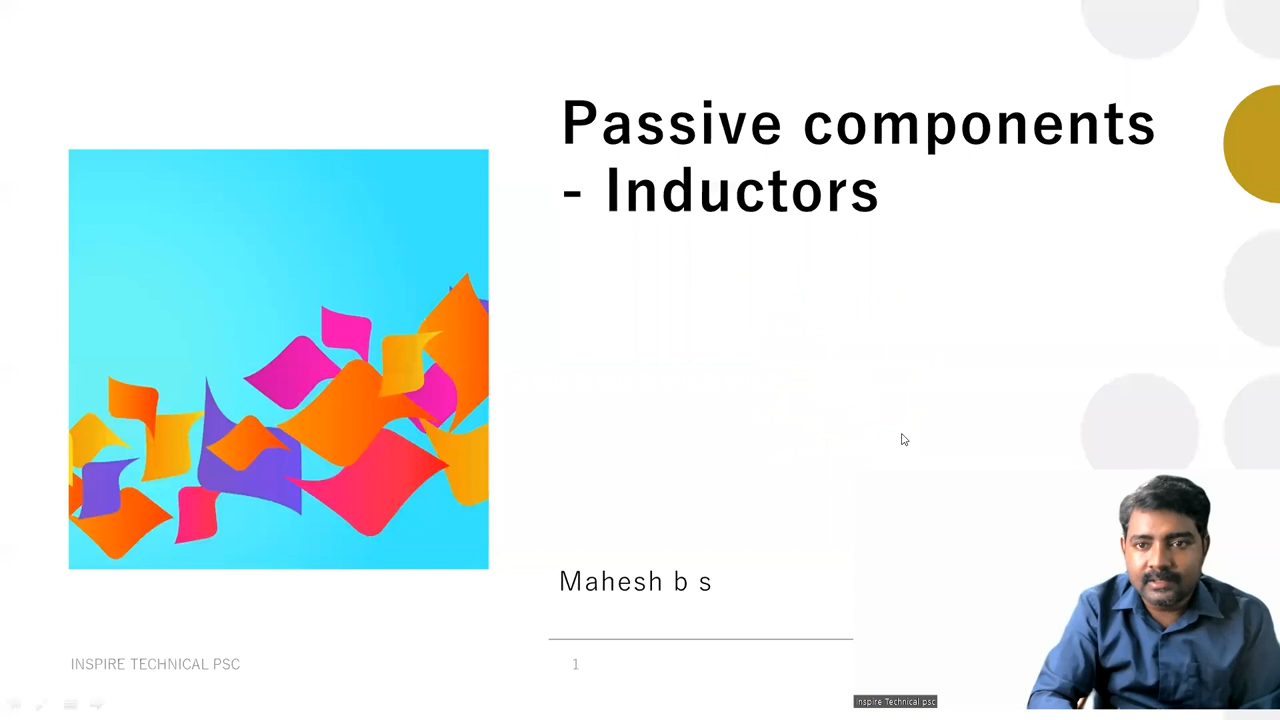 Passive components
- Inductors
Mahesh b s
INSPIRE TECHNICAL PSC
1
Inspire Technical psc